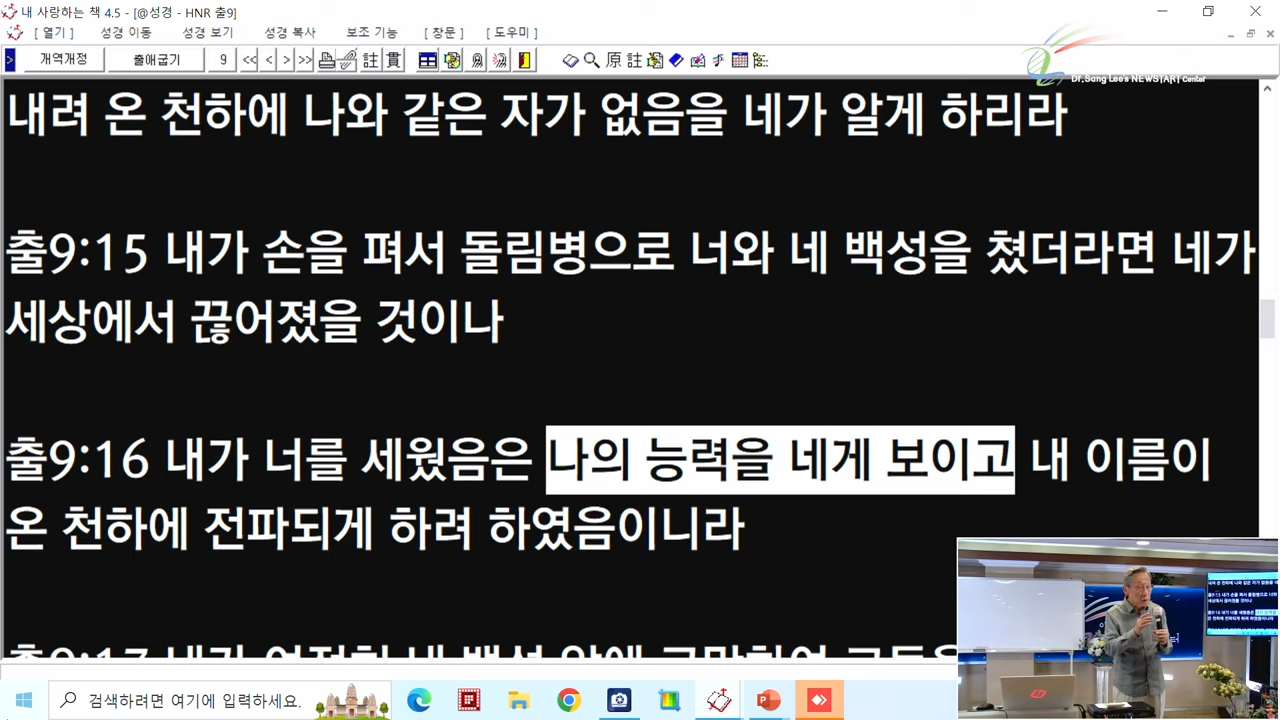 내 사랑하는 책 4.5 - [@성경 - HNR 출9]
[ 열기 ] 성경 이동 성경 보기 성경 복사 보조 기능 [ 창문 ] [ 도우미 ]
> 개역개정 출애굽기 9 << < > >> 註 貫 原 註
Dr.Sang Lee's NEWSTART Center
내려 온 천하에 나와 같은 자가 없음을 네가 알게 하리라
출9:15 내가 손을 펴서 돌림병으로 너와 네 백성을 쳤더라면 네가
세상에서 끊어졌을 것이나
출9:16 내가 너를 세웠음은 나의 능력을 네게 보이고 내 이름이
온 천하에 전파되게 하려 하였음이니라
검색하려면 여기에 입력하세요.